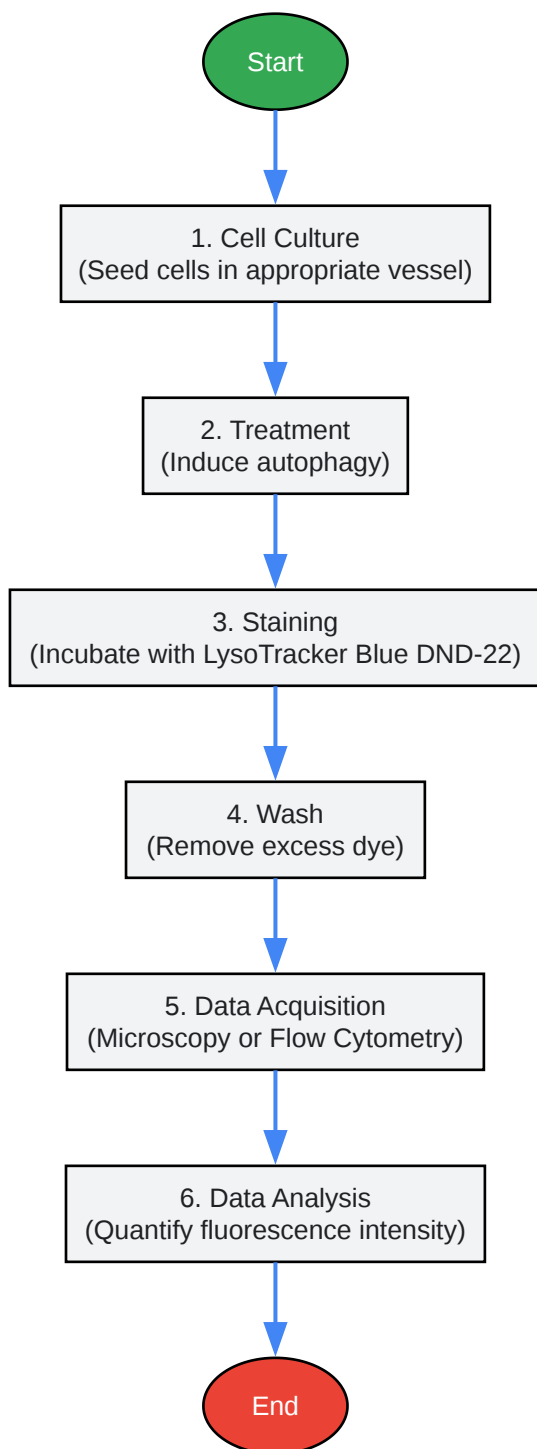 Start
1. Cell Culture
(Seed cells in appropriate vessel)
2. Treatment
(Induce autophagy)
3. Staining
(Incubate with LysoTracker Blue DND-22)
4. Wash
(Remove excess dye)
5. Data Acquisition
(Microscopy or Flow Cytometry)
6. Data Analysis
(Quantify fluorescence intensity)
End